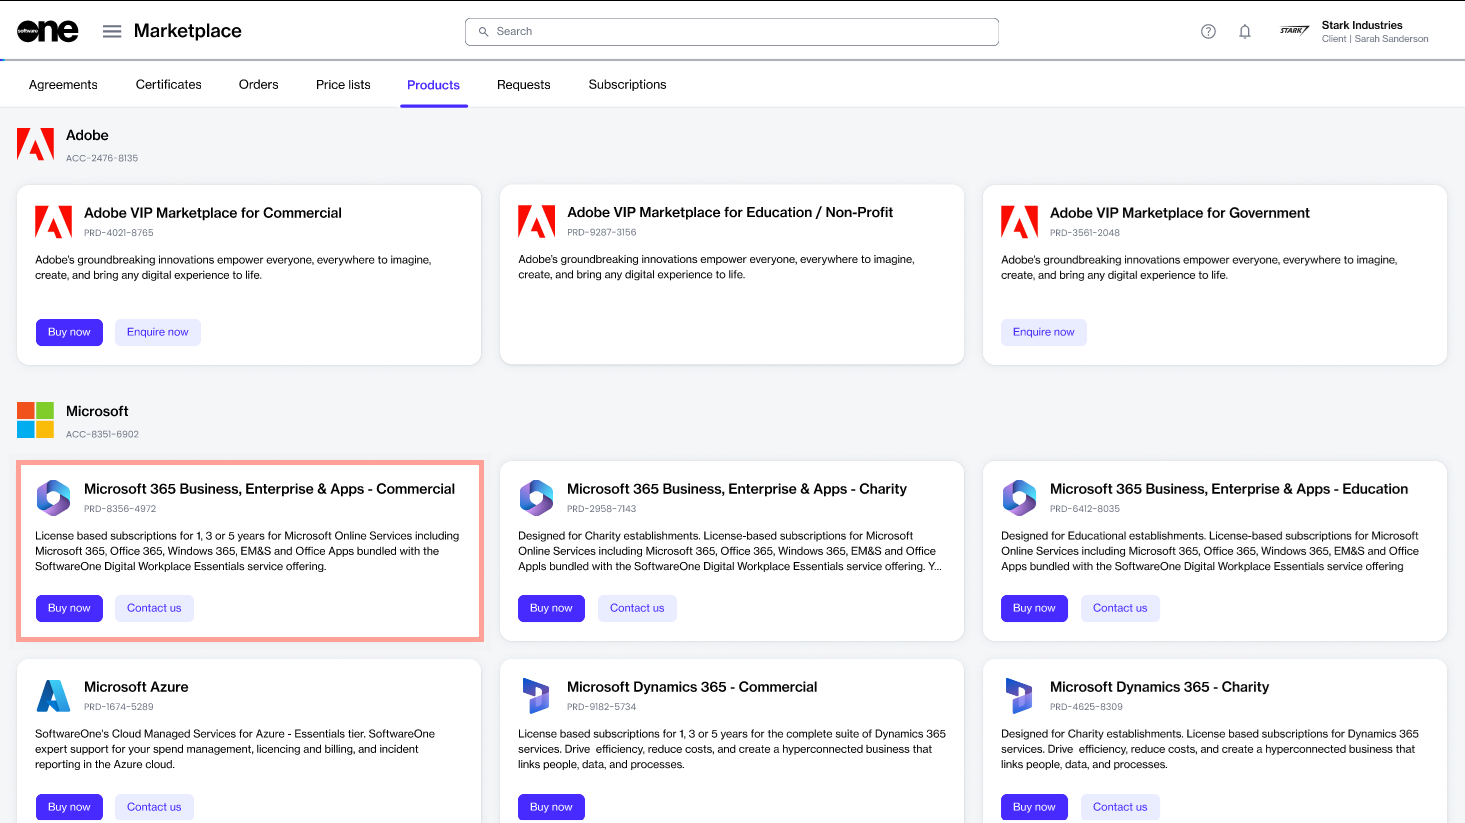 software
one
Marketplace
Search
STARK
Stark Industries
Client | Sarah Sanderson
Agreements
Certificates
Orders
Price lists
Products
Requests
Subscriptions
Adobe
ACC-2476-8135
Adobe VIP Marketplace for Commercial
PRD-4021-8765
Adobe's groundbreaking innovations empower everyone, everywhere to imagine,
create, and bring any digital experience to life.
Buy now
Enquire now
Adobe VIP Marketplace for Education / Non-Profit
PRD-9287-3156
Adobe's groundbreaking innovations empower everyone, everywhere to imagine,
create, and bring any digital experience to life.
Adobe VIP Marketplace for Government
PRD-3561-2048
Adobe's groundbreaking innovations empower everyone, everywhere to imagine,
create, and bring any digital experience to life.
Enquire now
Microsoft
ACC-8351-6902
Microsoft 365 Business, Enterprise & Apps - Commercial
PRD-8356-4972
License based subscriptions for 1, 3 or 5 years for Microsoft Online Services including
Microsoft 365, Office 365, Windows 365, EM&S and Office Apps bundled with the
SoftwareOne Digital Workplace Essentials service offering.
Buy now
Contact us
Microsoft 365 Business, Enterprise & Apps - Charity
PRD-2958-7143
Designed for Charity establishments. License-based subscriptions for Microsoft
Online Services including Microsoft 365, Office 365, Windows 365, EM&S and Office
Appls bundled with the SoftwareOne Digital Workplace Essentials service offering. Y...
Buy now
Contact us
Microsoft 365 Business, Enterprise & Apps - Education
PRD-6412-8035
Designed for Educational establishments. License-based subscriptions for Microsoft
Online Services including Microsoft 365, Office 365, Windows 365, EM&S and Office
Apps bundled with the SoftwareOne Digital Workplace Essentials service offering
Buy now
Contact us
Microsoft Azure
PRD-1674-5289
SoftwareOne's Cloud Managed Services for Azure - Essentials tier. SoftwareOne
expert support for your spend management, licencing and billing, and incident
reporting in the Azure cloud.
Buy now
Contact us
Microsoft Dynamics 365 - Commercial
PRD-9182-5734
License based subscriptions for 1, 3 or 5 years for the complete suite of Dynamics 365
services. Drive efficiency, reduce costs, and create a hyperconnected business that
links people, data, and processes.
Buy now
Microsoft Dynamics 365 - Charity
PRD-4625-8309
Designed for Charity establishments. License based subscriptions for Dynamics 365
services. Drive efficiency, reduce costs, and create a hyperconnected business that
links people, data, and processes.
Buy now
Contact us